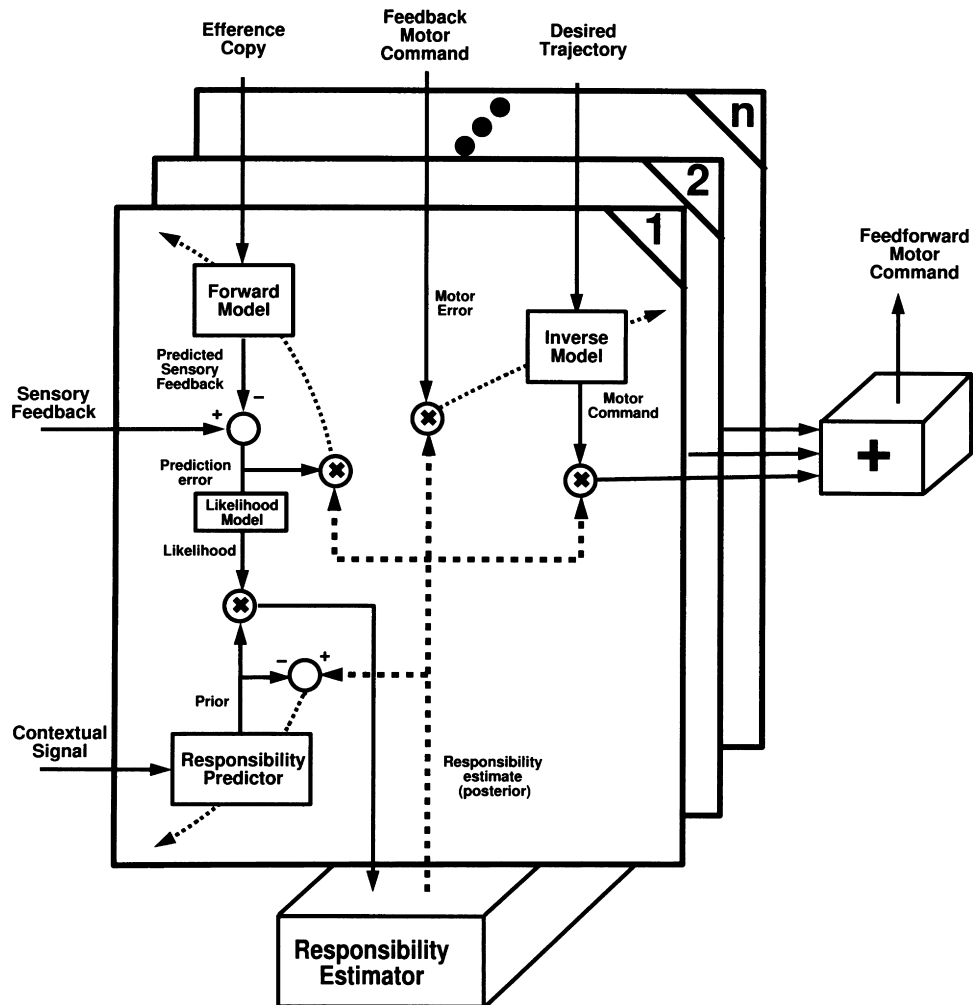 Efference
Copy
Feedback
Motor
Command
Desired
Trajectory
n
2
1
Feedforward
Motor
Command
Forward
Model
Motor
Error
Inverse
Model
Predicted
Sensory
Feedback
Motor
Command
Sensory
Feedback
+
−
+
Prediction
error
Likelihood
Model
Likelihood
−
+
Prior
Contextual
Signal
Responsibility
Predictor
Responsibility
estimate
(posterior)
Responsibility
Estimator